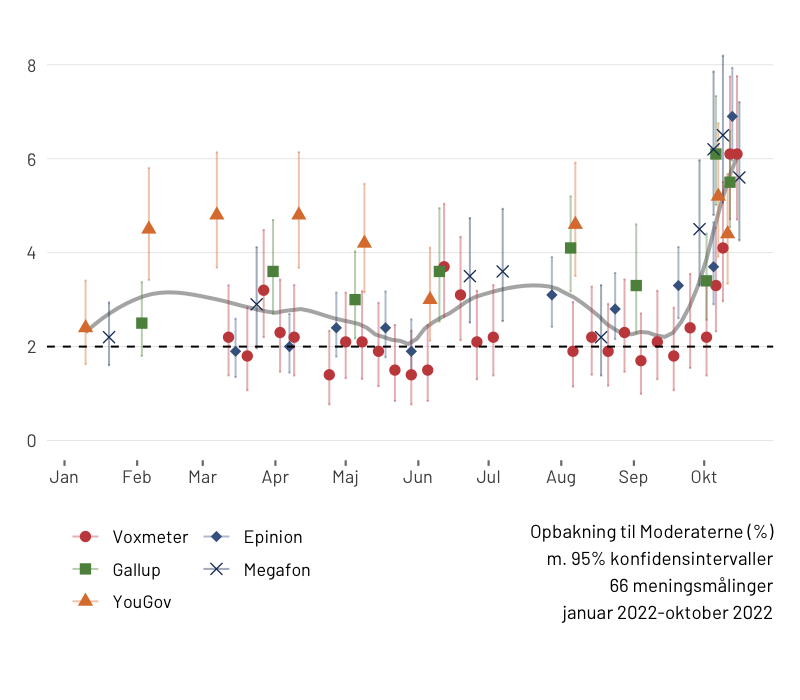 8
6
4
2
0
Jan Feb Mar Apr Maj Jun Jul Aug Sep Okt
Voxmeter Epinion
Gallup Megafon
YouGov
Opbakning til Moderaterne (%)
m. 95% konfidensintervaller
66 meningsmålinger
januar 2022-oktober 2022